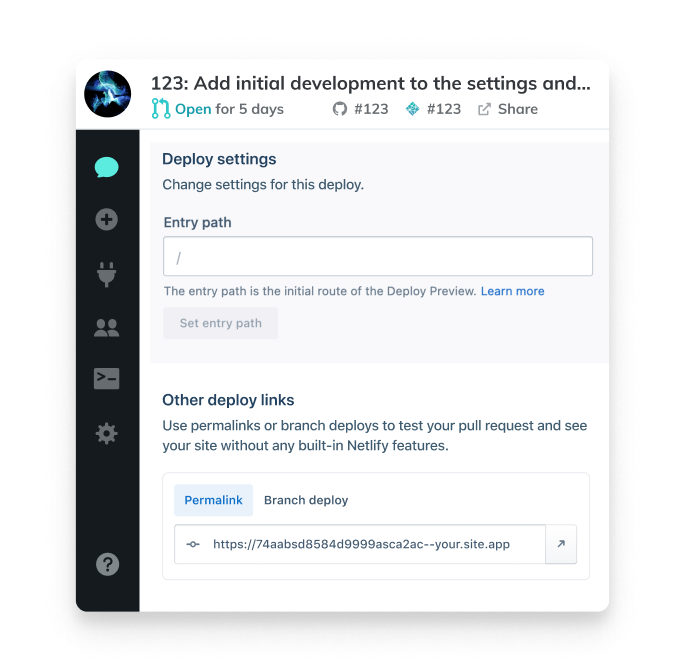 123: Add initial development to the settings and...
Open for 5 days #123 #123 Share
Deploy settings
Change settings for this deploy.
Entry path
/
The entry path is the initial route of the Deploy Preview. Learn more
Set entry path
Other deploy links
Use permalinks or branch deploys to test your pull request and see
your site without any built-in Netlify features.
Permalink Branch deploy
https://74aabsd8584d9999asca2ac--your.site.app
?